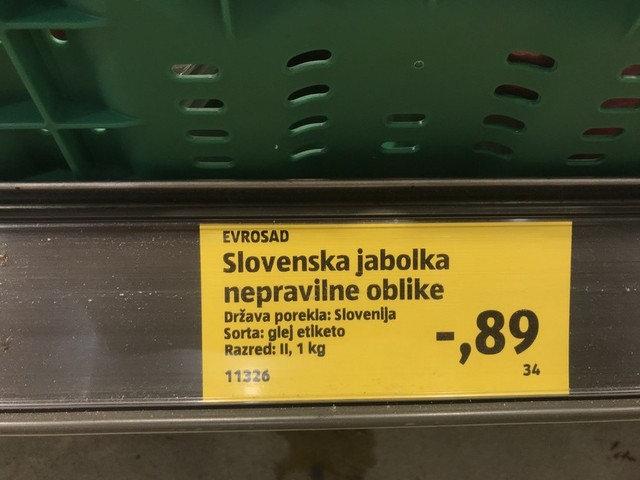 EVROSAD
Slovenska jabolka
nepravilne oblike
Država porekla: Slovenija
Sorta: glej etiketo
Razred: II, 1 kg
-,89
11326
34